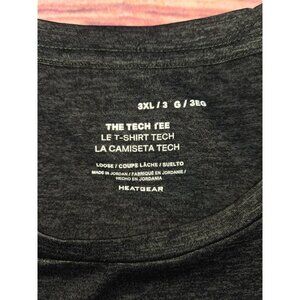 3XL / 3 G / 3EG
THE TECH TEE
LE T-SHIRT TECH
LA CAMISETA TECH
LOOSE / COUPE LÂCHE / SUELTO
MADE IN JORDAN / FABRIQUÉ EN JORDANIE /
HECHO EN JORDANIA
HEATGEAR